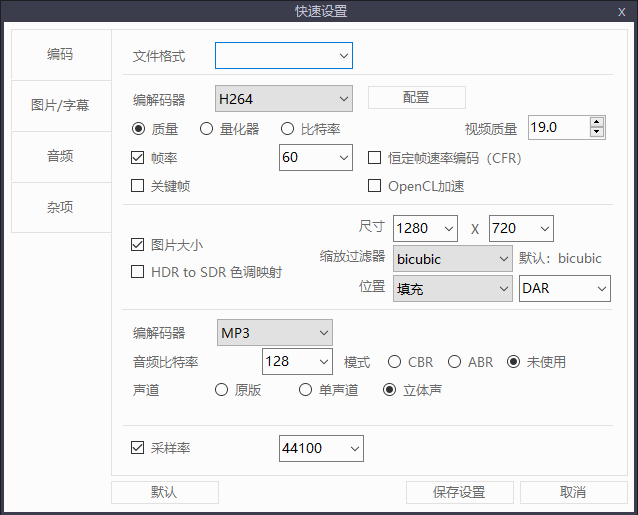 快速设置 X
编码
图片/字幕
音频
杂项
文件格式
编解码器 H264 配置
质量 量化器 比特率 视频质量 19.0
帧率 60 恒定帧速率编码（CFR）
关键帧 OpenCL加速
尺寸 1280 X 720
图片大小
缩放过滤器 bicubic 默认：bicubic
HDR to SDR 色调映射
位置 填充 DAR
编解码器 MP3
音频比特率 128 模式 CBR ABR 未使用
声道 原版 单声道 立体声
采样率 44100
默认 保存设置 取消